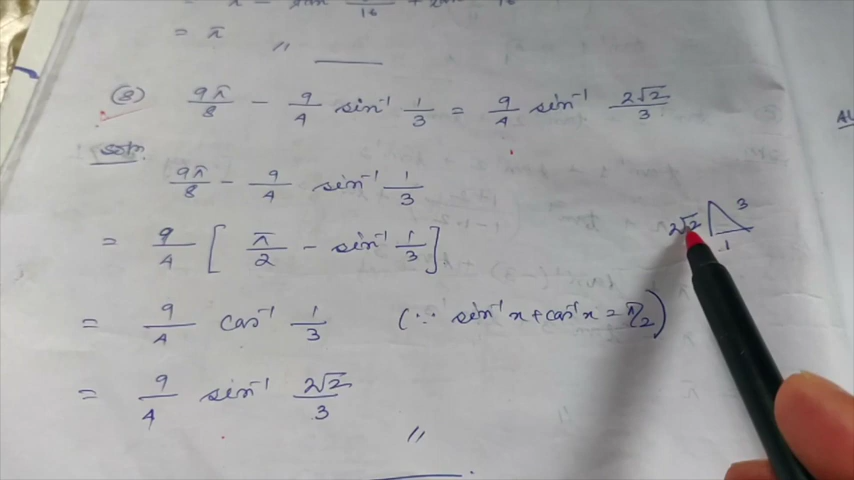 = π
//
(8) 9π/8 - 9/4 sin⁻¹ 1/3 = 9/4 sin⁻¹ 2√2/3
Soln.
9π/8 - 9/4 sin⁻¹ 1/3
= 9/4 [ π/2 - sin⁻¹ 1/3 ]
2√2 3
1
= 9/4 cos⁻¹ 1/3 (∵ sin⁻¹ x + cos⁻¹ x = π/2)
= 9/4 sin⁻¹ 2√2/3
//